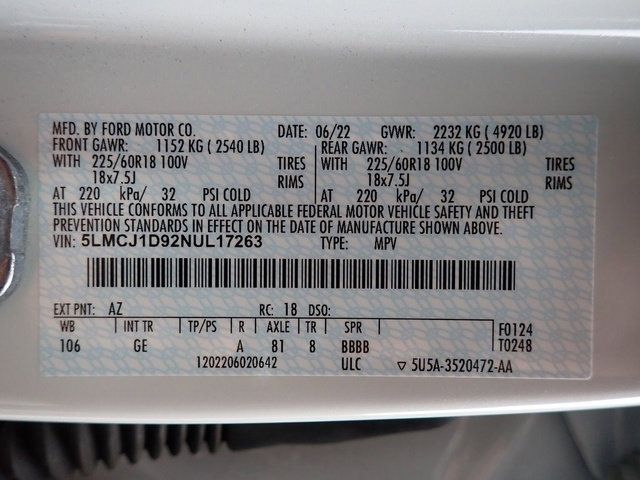 MFD. BY FORD MOTOR CO. DATE: 06/22 GVWR: 2232 KG ( 4920 LB)
FRONT GAWR: 1152 KG ( 2540 LB) REAR GAWR: 1134 KG ( 2500 LB)
WITH 225/60R18 100V TIRES WITH 225/60R18 100V TIRES
18x7.5J RIMS 18x7.5J RIMS
AT 220 kPa/ 32 PSI COLD AT 220 kPa/ 32 PSI COLD
THIS VEHICLE CONFORMS TO ALL APPLICABLE FEDERAL MOTOR VEHICLE SAFETY AND THEFT
PREVENTION STANDARDS IN EFFECT ON THE DATE OF MANUFACTURE SHOWN ABOVE.
VIN: 5LMCJ1D92NUL17263 TYPE: MPV
EXT PNT: AZ RC: 18 DSO:
WB INT TR TP/PS R AXLE TR SPR F0124
106 GE A 81 8 BBBB T0248
1202206020642 ULC ▽ 5U5A-3520472-AA